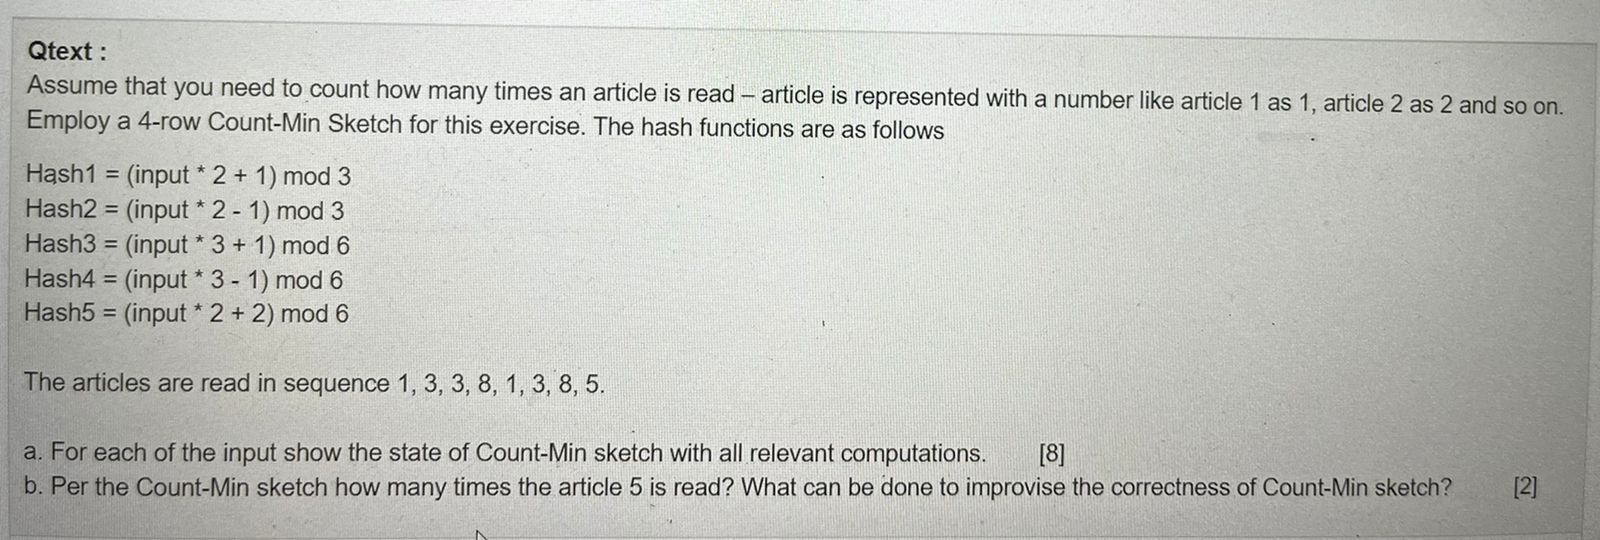 Qtext :
Assume that you need to count how many times an article is read – article is represented with a number like article 1 as 1, article 2 as 2 and so on.
Employ a 4-row Count-Min Sketch for this exercise. The hash functions are as follows
Hash1 = (input * 2 + 1) mod 3
Hash2 = (input * 2 - 1) mod 3
Hash3 = (input * 3 + 1) mod 6
Hash4 = (input * 3 - 1) mod 6
Hash5 = (input * 2 + 2) mod 6
The articles are read in sequence 1, 3, 3, 8, 1, 3, 8, 5.
a. For each of the input show the state of Count-Min sketch with all relevant computations. [8]
b. Per the Count-Min sketch how many times the article 5 is read? What can be done to improvise the correctness of Count-Min sketch? [2]